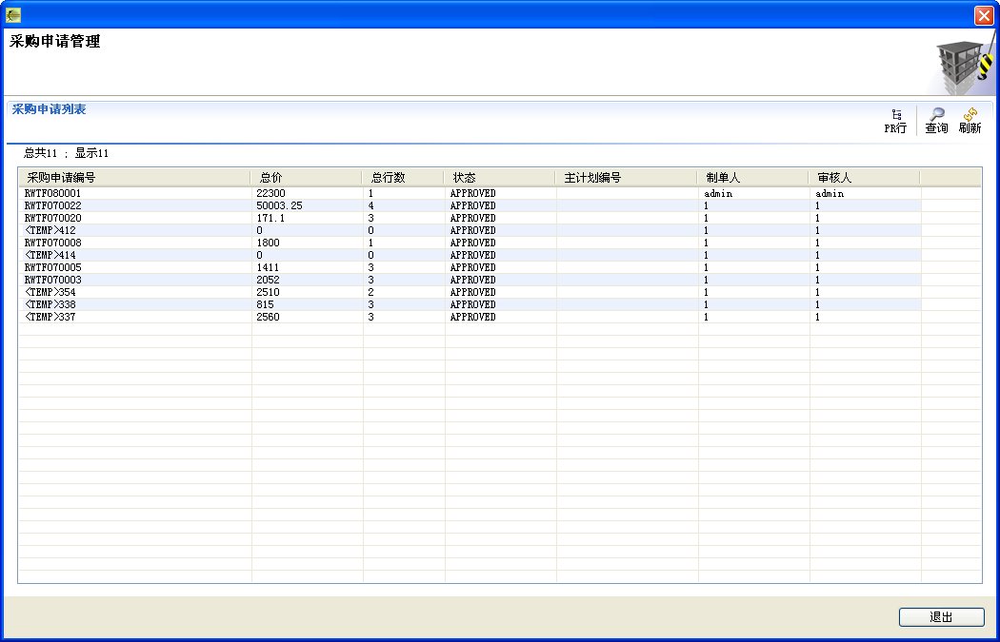 采购申请管理
采购申请列表
PR行 查询 刷新
总共11 ; 显示11
采购申请编号 总价 总行数 状态 主计划编号 制单人 审核人
RWTF080001 22300 1 APPROVED admin admin
RWTF070022 50003.25 4 APPROVED 1 1
RWTF070020 171.1 3 APPROVED 1 1
<TEMP>412 0 0 APPROVED 1 1
RWTF070008 1800 1 APPROVED 1 1
<TEMP>414 0 0 APPROVED 1 1
RWTF070005 1411 3 APPROVED 1 1
RWTF070003 2052 3 APPROVED 1 1
<TEMP>354 2510 2 APPROVED 1 1
<TEMP>338 815 3 APPROVED 1 1
<TEMP>337 2560 3 APPROVED 1 1
退出